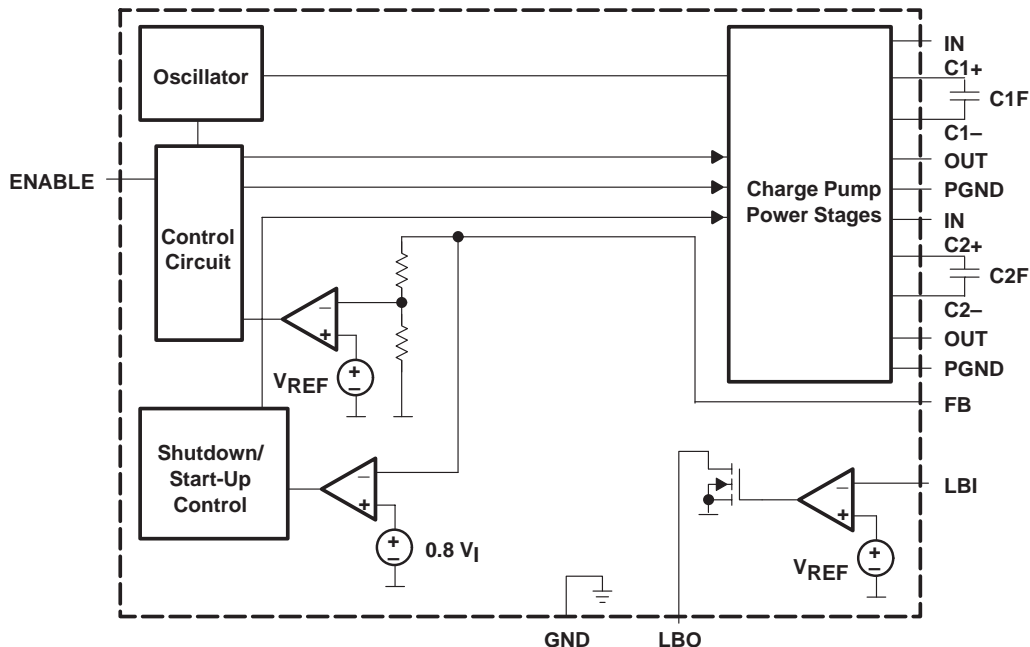 Oscillator
ENABLE
Control
Circuit
Charge Pump
Power Stages
IN
C1+
C1F
C1–
OUT
PGND
IN
C2+
C2F
C2–
OUT
PGND
FB
–
+
+
–
VREF
Shutdown/
Start-Up
Control
–
+
+
–
0.8 VI
LBI
–
+
+
–
VREF
GND
LBO